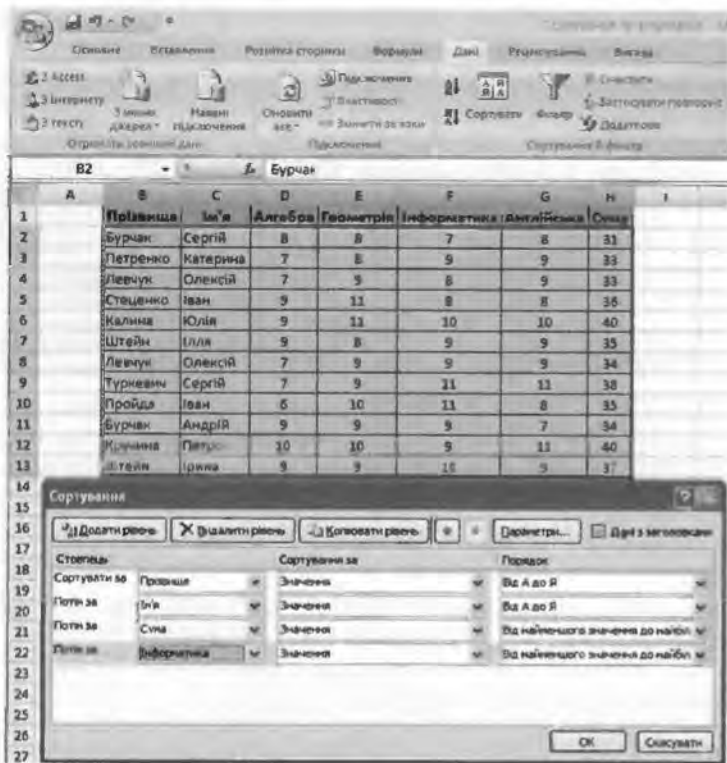 Основне Вставлення Розмітка сторінки Формули Дані Рецензування Вигляд
З Access
З Інтернету
З тексту
З інших джерел
Наявні підключення
Отримати зовнішні дані
Оновити все
Підключення
Властивості
Змінити зв'язки
Підключення
Сортувати
Фільтр
Очистити
Застосувати повторно
Додатково
Сортування й фільтр
B2 Бурчак
A B C D E F G H I
1 Прізвище Ім'я Алгебра Геометрія Інформатика Англійська Сума
2 Бурчак Сергій 8 8 7 8 31
3 Петренко Катерина 7 8 9 9 33
4 Левчук Олексій 7 9 8 9 33
5 Стеценко Іван 9 11 8 8 36
6 Калина Юлія 9 11 10 10 40
7 Штейн Ілля 9 8 9 9 35
8 Левчук Олексій 7 9 9 9 34
9 Туркевич Сергій 7 9 11 11 38
10 Пройда Іван 6 10 11 8 35
11 Бурчак Андрій 9 9 9 7 34
12 Кручина Петро 10 10 9 11 40
13 Штейн Ірина 9 9 10 9 37
14
15 Сортування
16 Додати рівень Видалити рівень Копіювати рівень Параметри... Дані з заголовками
17
18 Стовпець Сортування за Порядок
19 Сортувати за Прізвище Значення Від А до Я
20 Потім за Ім'я Значення Від А до Я
21 Потім за Сума Значення Від найменшого значення до найбіл
22 Потім за Інформатика Значення Від найменшого значення до найбіл
23
24
25
26 OK Скасувати
27